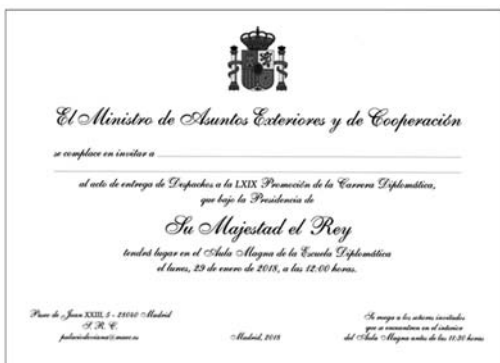 El Ministro de Asuntos Exteriores y de Cooperación
se complace en invitar a
al acto de entrega de Despachos a la LXIX Promoción de la Carrera Diplomática,
que bajo la Presidencia de
Su Majestad el Rey
tendrá lugar en el Aula Magna de la Escuela Diplomática
el lunes, 29 de enero de 2018, a las 12:00 horas.
Paseo de Juan XXIII, 5 - 28040 Madrid
S. R. C.
Madrid, 2018
Se ruega a los señores invitados
que se encuentren en el interior
del Aula Magna antes de las 11:30 horas